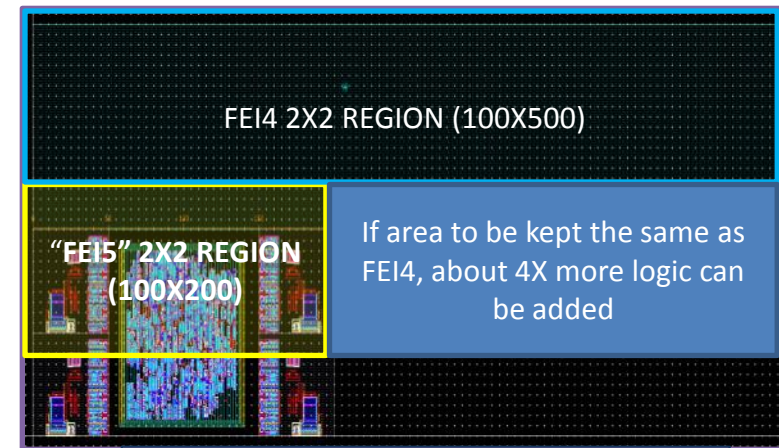 FEI4 2X2 REGION (100X500)
“FEI5” 2X2 REGION
(100X200)
If area to be kept the same as
FEI4, about 4X more logic can
be added